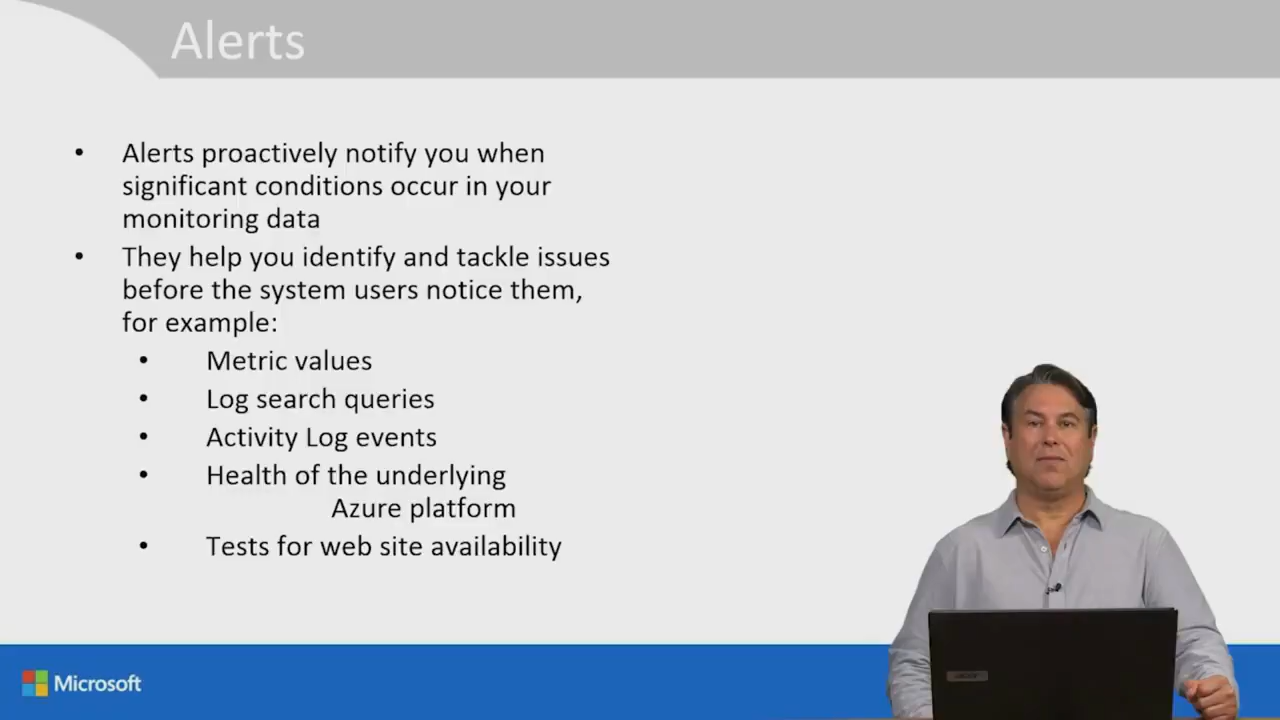 Alerts
• Alerts proactively notify you when
significant conditions occur in your
monitoring data
• They help you identify and tackle issues
before the system users notice them,
for example:
• Metric values
• Log search queries
• Activity Log events
• Health of the underlying
Azure platform
• Tests for web site availability
Microsoft
acer